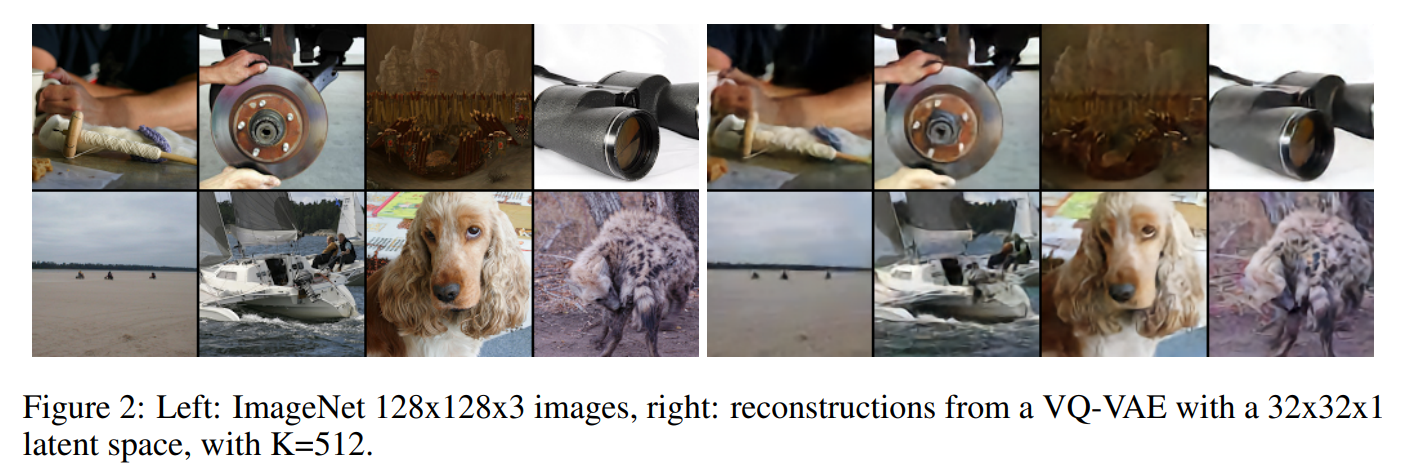 Figure 2: Left: ImageNet 128x128x3 images, right: reconstructions from a VQ-VAE with a 32x32x1
latent space, with K=512.